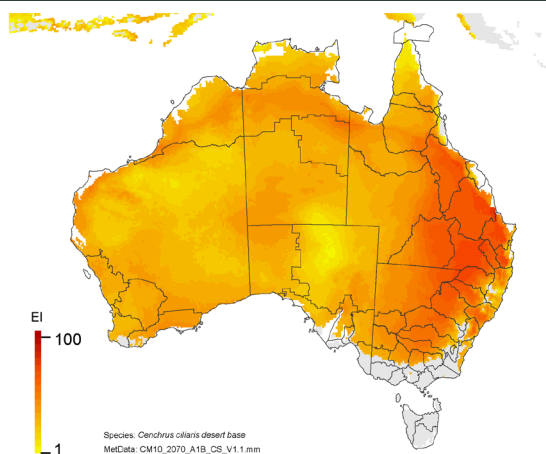 EI
100
1
Species: Cenchrus ciliaris desert base
MetData: CM10_2070_A1B_CS_V1.1.mm